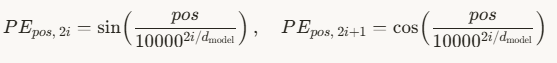 $PE_{pos,\,2i} = \sin\left(\frac{pos}{10000^{2i/d_{\text{model}}}}\right), \quad PE_{pos,\,2i+1} = \cos\left(\frac{pos}{10000^{2i/d_{\text{model}}}}\right)$